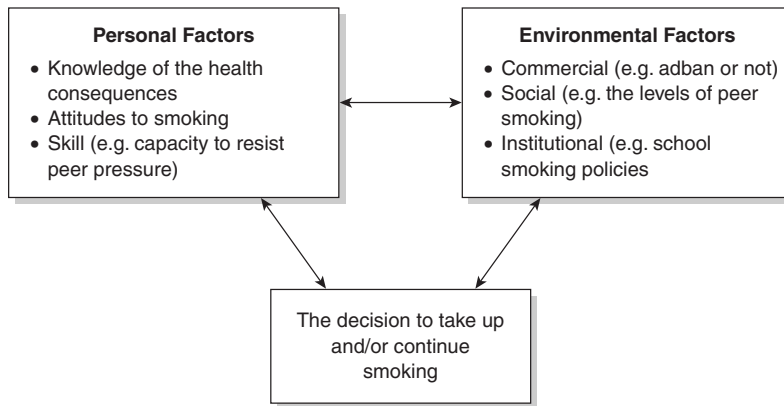 Personal Factors
• Knowledge of the health
consequences
• Attitudes to smoking
• Skill (e.g. capacity to resist
peer pressure)
Environmental Factors
• Commercial (e.g. adban or not)
• Social (e.g. the levels of peer
smoking)
• Institutional (e.g. school
smoking policies
The decision to take up
and/or continue
smoking